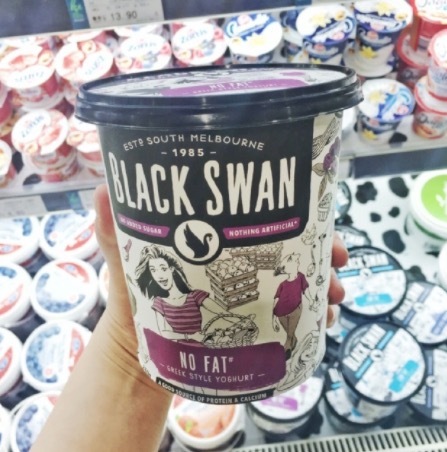 13.90
NO FAT
ESTD SOUTH MELBOURNE
- 1985 -
BLACK SWAN
NO ADDED SUGAR
NOTHING ARTIFICIAL
NO FAT
GREEK STYLE YOGHURT
A GOOD SOURCE OF PROTEIN & CALCIUM
BLACK SWAN